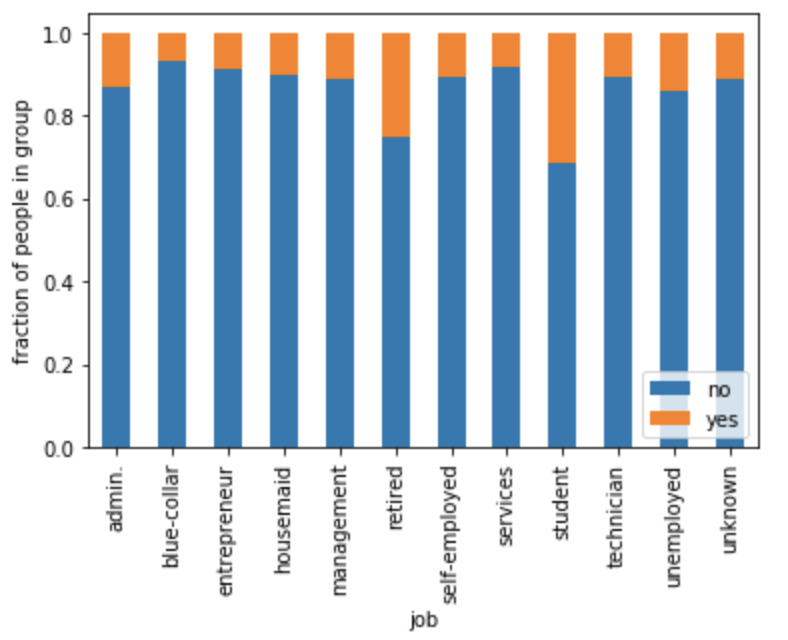 1.0
0.8
0.6
0.4
0.2
0.0
fraction of people in group
no
yes
admin.
blue-collar
entrepreneur
housemaid
management
retired
self-employed
services
student
technician
unemployed
unknown
job